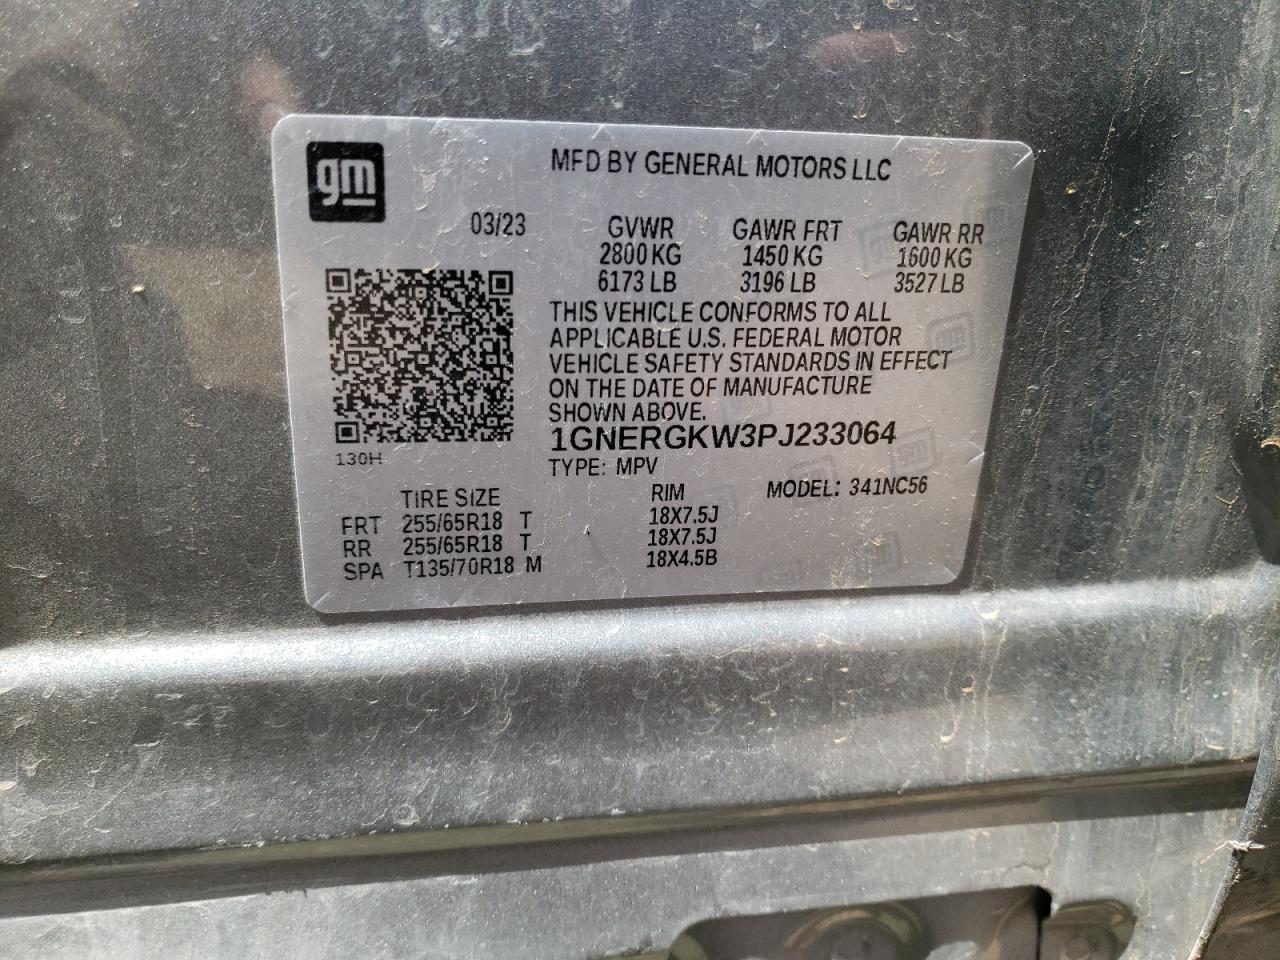 gm
MFD BY GENERAL MOTORS LLC
03/23 GVWR GAWR FRT GAWR RR
2800 KG 1450 KG 1600 KG
6173 LB 3196 LB 3527 LB
THIS VEHICLE CONFORMS TO ALL
APPLICABLE U.S. FEDERAL MOTOR
VEHICLE SAFETY STANDARDS IN EFFECT
ON THE DATE OF MANUFACTURE
SHOWN ABOVE.
1GNERGKW3PJ233064
130H
TYPE: MPV
MODEL: 341NC56
TIRE SIZE RIM
FRT 255/65R18 T 18X7.5J
RR 255/65R18 T 18X7.5J
SPA T135/70R18 M 18X4.5B